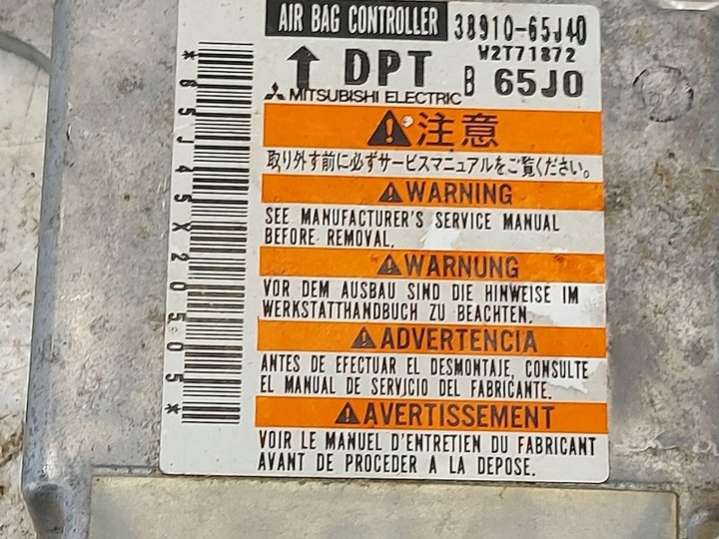 AIR BAG CONTROLLER 38910-65J40
W2T71872
↑ DPT B 65J0
MITSUBISHI ELECTRIC
*65J45X20505*
注意
取り外す前に必ずサービスマニュアルをご覧ください。
WARNING
SEE MANUFACTURER'S SERVICE MANUAL
BEFORE REMOVAL.
WARNUNG
VOR DEM AUSBAU SIND DIE HINWEISE IM
WERKSTATTHANDBUCH ZU BEACHTEN.
ADVERTENCIA
ANTES DE EFECTUAR EL DESMONTAJE, CONSULTE
EL MANUAL DE SERVICIO DEL FABRICANTE.
AVERTISSEMENT
VOIR LE MANUEL D'ENTRETIEN DU FABRICANT
AVANT DE PROCEDER A LA DEPOSE.